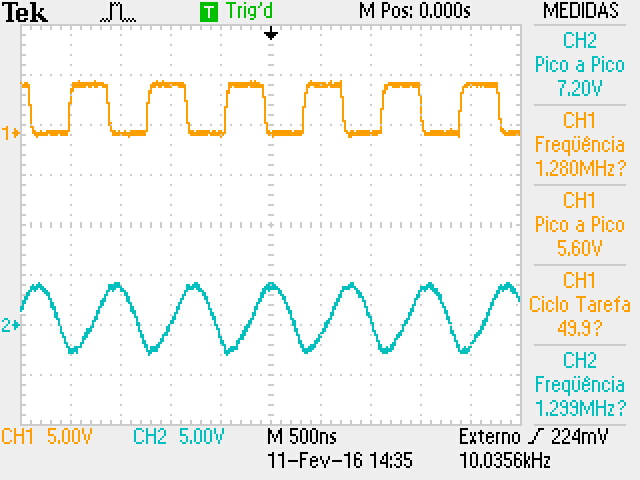 Tek T Trig'd M Pos: 0.000s MEDIDAS
CH2
Pico a Pico
7.20V
CH1
Freqüência
1.280MHz?
CH1
Pico a Pico
5.60V
CH1
Ciclo Tarefa
49.9?
CH2
Freqüência
1.299MHz?
1
2
CH1 5.00V CH2 5.00V M 500ns Externo 224mV
11-Fev-16 14:35 10.0356kHz